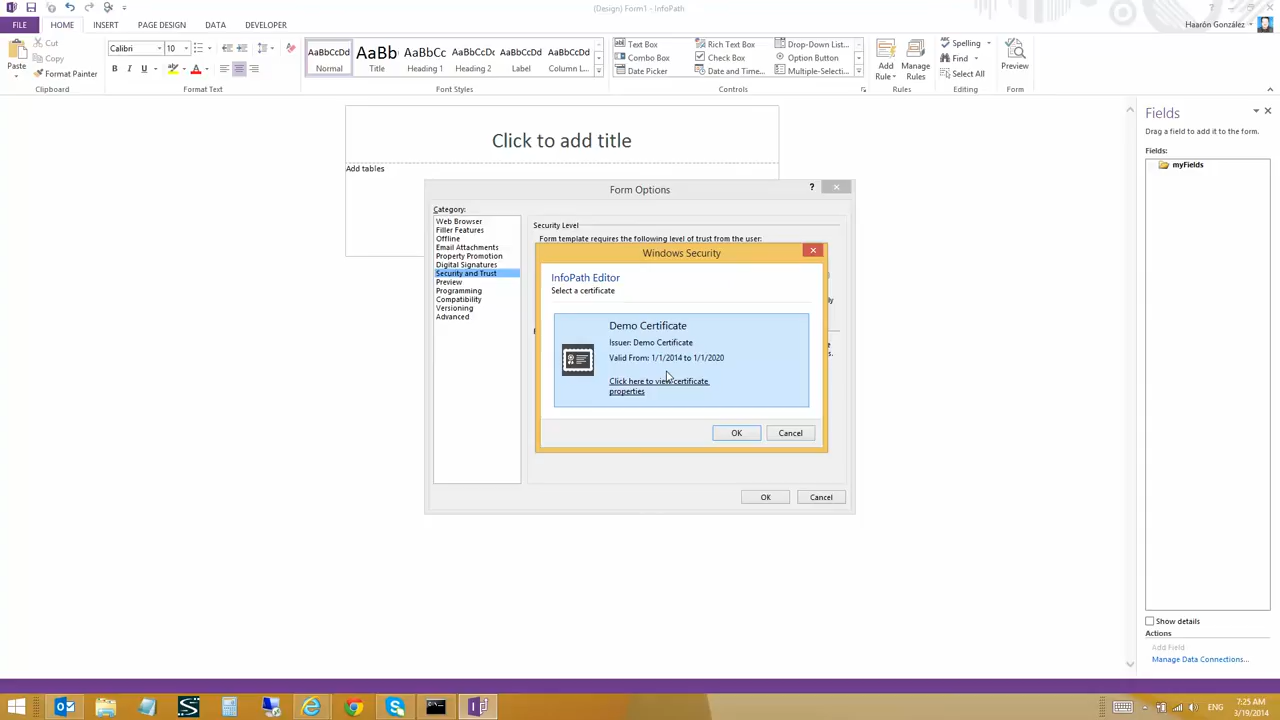 (Design) Form1 - InfoPath
FILE HOME INSERT PAGE DESIGN DATA DEVELOPER
Haarón González
Paste
Cut
Copy
Format Painter
Clipboard
Calibri 10
B I U
Format Text
AaBbCcDd Normal
AaBb Title
AaBbCc Heading 1
AaBbCcDd Heading 2
AaBbCcDd Label
AaBbCcDd Column L...
Font Styles
Text Box
Combo Box
Date Picker
Rich Text Box
Check Box
Date and Time...
Drop-Down List...
Option Button
Multiple-Selecti...
Controls
Add Rule
Manage Rules
Rules
Spelling
Find
Select All
Editing
Preview
Form
Click to add title
Add tables
Form Options
?
Category:
Web Browser
Filler Features
Offline
Email Attachments
Property Promotion
Digital Signatures
Security and Trust
Preview
Programming
Compatibility
Versioning
Advanced
Security Level
Form template requires the following level of trust from the user:
Windows Security
InfoPath Editor
Select a certificate
Demo Certificate
Issuer: Demo Certificate
Valid From: 1/1/2014 to 1/1/2020
Click here to view certificate
properties
OK Cancel
OK Cancel
Fields
Drag a field to add it to the form.
Fields:
myFields
Show details
Actions
Add Field
Manage Data Connections...
ENG
7:25 AM
3/19/2014